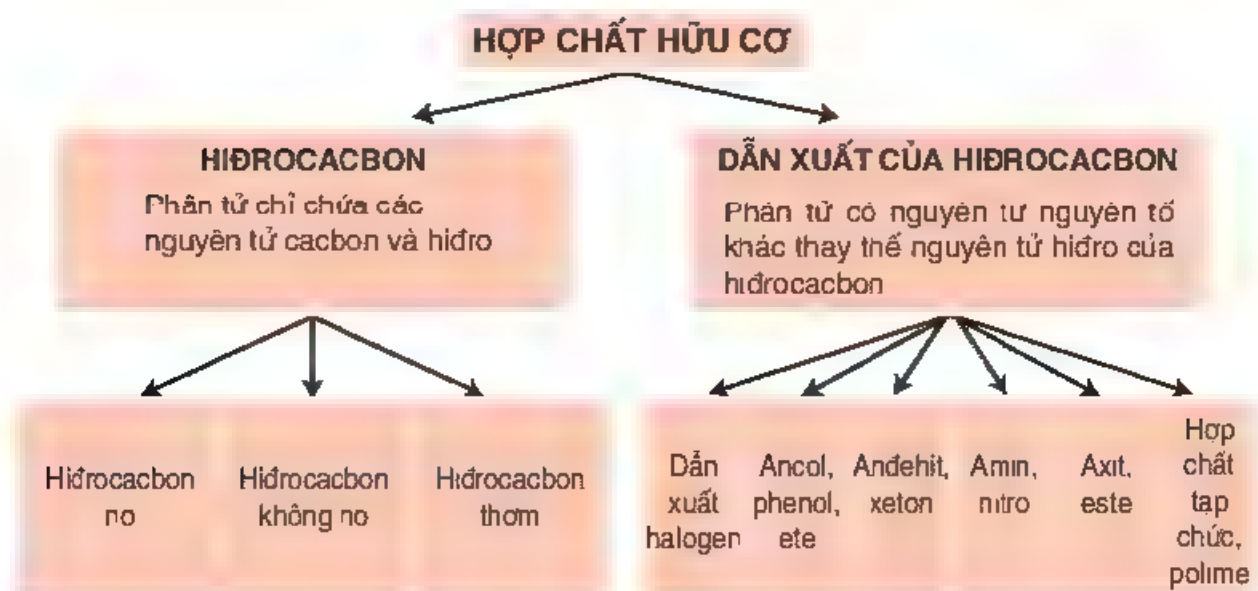 HỢP CHẤT HỮU CƠ
HIĐROCACBON
Phân tử chỉ chứa các
nguyên tử cacbon và hiđro
DẪN XUẤT CỦA HIĐROCACBON
Phân tử có nguyên tử nguyên tố
khác thay thế nguyên tử hiđro của
hiđrocacbon
Hiđrocacbon
no
Hiđrocacbon
không no
Hiđrocacbon
thơm
Dẫn
xuất
halogen
Ancol,
phenol,
ete
Anđehit,
xeton
Amin,
nitro
Axit,
este
Hợp
chất
tạp
chức,
polime